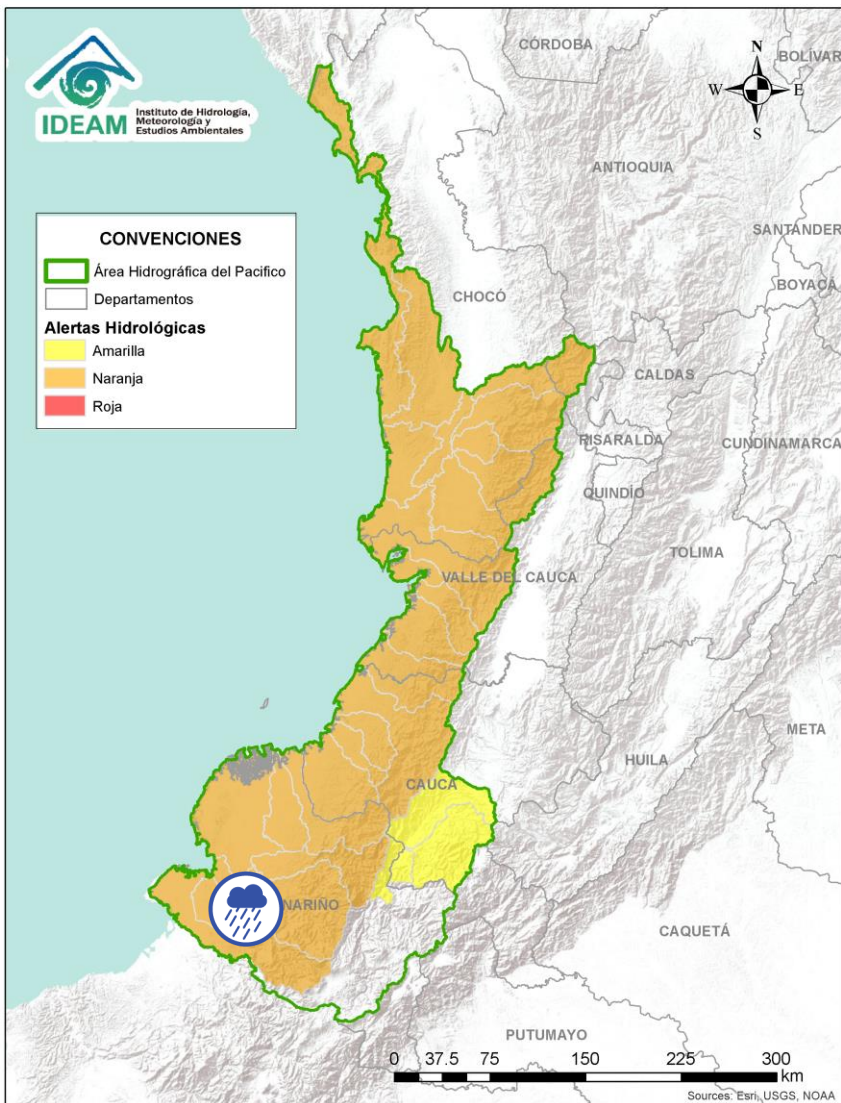 IDEAM
Instituto de Hidrología,
Meteorología y
Estudios Ambientales
N
W
E
S
CONVENCIONES
Área Hidrográfica del Pacifico
Departamentos
Alertas Hidrológicas
Amarilla
Naranja
Roja
CÓRDOBA
BOLÍVAR
ANTIOQUIA
SANTANDER
BOYACÁ
CHOCÓ
CALDAS
RISARALDA
CUNDINAMARCA
QUINDÍO
TOLIMA
VALLE DEL CAUCA
META
HUILA
CAUCA
NARIÑO
CAQUETÁ
PUTUMAYO
0 37.5 75 150 225 300
km
Sources: Esri, USGS, NOAA